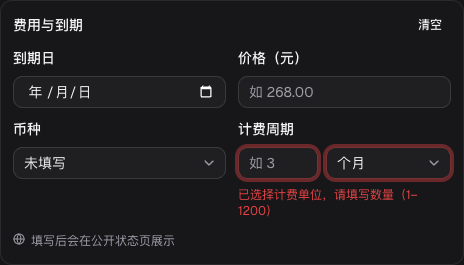 费用与到期
清空
到期日
价格（元）
年 /月/日
如 268.00
币种
计费周期
未填写
如 3
个月
已选择计费单位，请填写数量（1–
1200）
填写后会在公开状态页展示